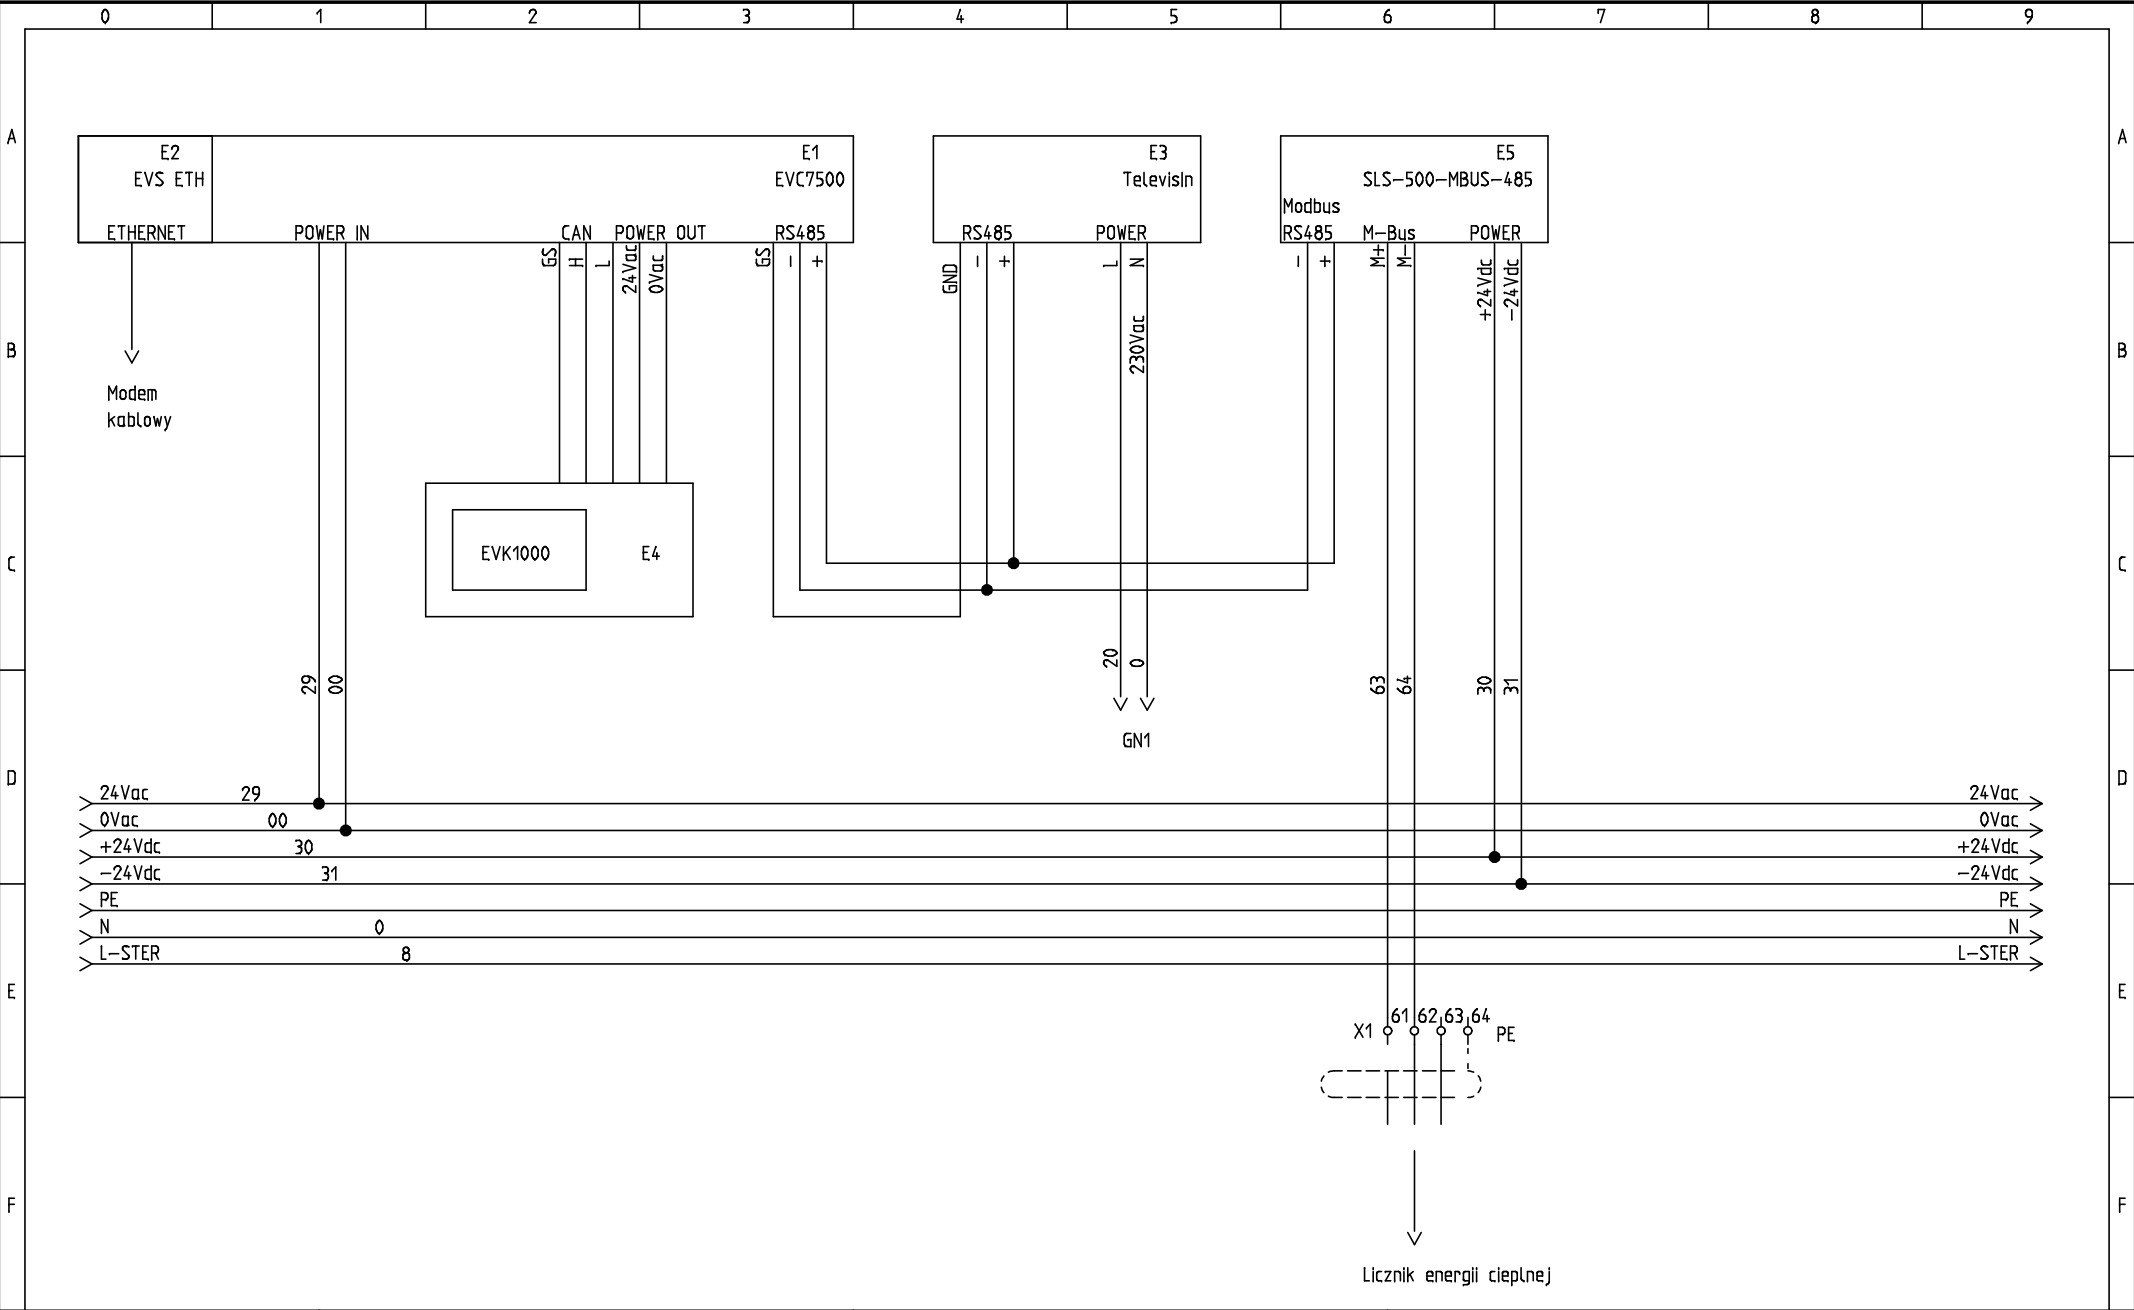 0 1 2 3 4 5 6 7 8 9
A A
E2 E1 E3 E5
EVS ETH EVC7500 TelevisIn SLS-500-MBUS-485
Modbus
ETHERNET POWER IN CAN POWER OUT RS485 RS485 POWER RS485 M-Bus POWER
GS H L 24Vac 0Vac GS - + GND - + L N - + M+ M- +24Vdc -24Vdc
230Vac
B B
Modem
kablowy
EVK1000 E4
C C
20 0
29 00 63 64 30 31
GN1
D D
24Vac 29 24Vac
0Vac 00 0Vac
+24Vdc 30 +24Vdc
-24Vdc 31 -24Vdc
PE PE
N 0 N
L-STER 8 L-STER
E E
X1 61 62 63 64 PE
F F
Licznik energii cieplnej